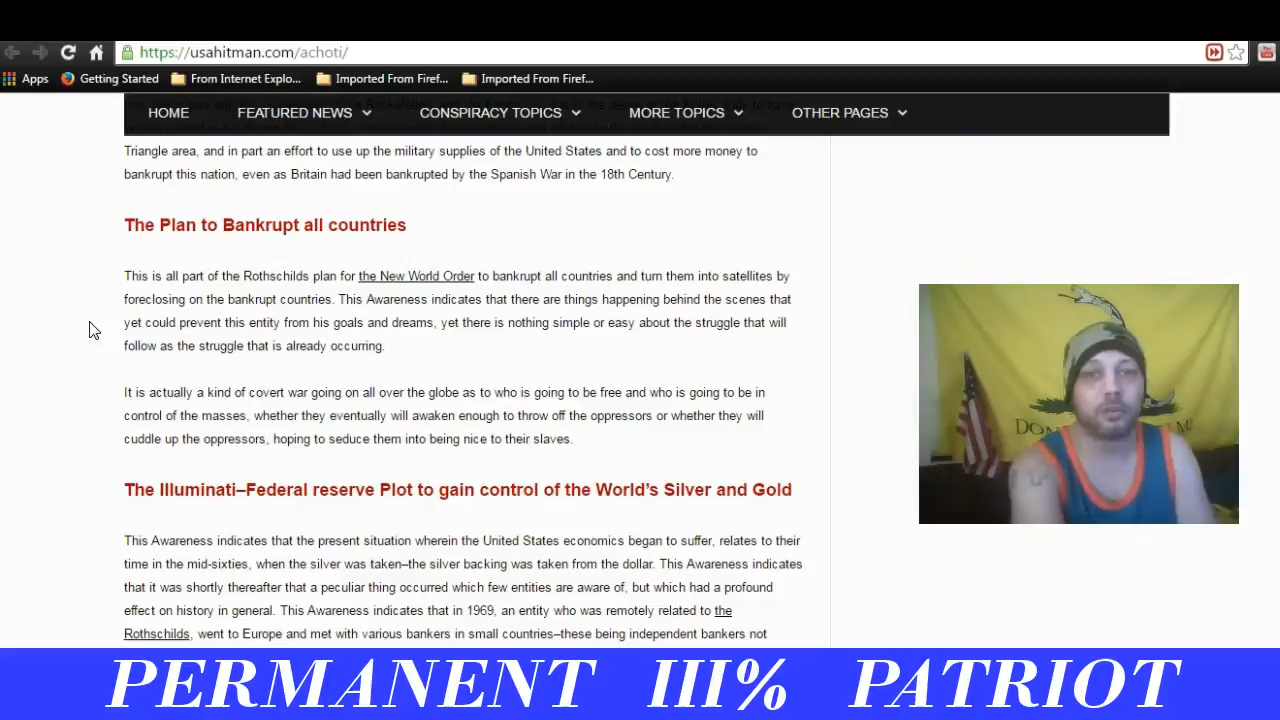 https://usahitman.com/achoti/
Apps Getting Started From Internet Explo... Imported From Firef... Imported From Firef...
HOME FEATURED NEWS CONSPIRACY TOPICS MORE TOPICS OTHER PAGES
Triangle area, and in part an effort to use up the military supplies of the United States and to cost more money to
bankrupt this nation, even as Britain had been bankrupted by the Spanish War in the 18th Century.
The Plan to Bankrupt all countries
This is all part of the Rothschilds plan for the New World Order to bankrupt all countries and turn them into satellites by
foreclosing on the bankrupt countries. This Awareness indicates that there are things happening behind the scenes that
yet could prevent this entity from his goals and dreams, yet there is nothing simple or easy about the struggle that will
follow as the struggle that is already occurring.
It is actually a kind of covert war going on all over the globe as to who is going to be free and who is going to be in
control of the masses, whether they eventually will awaken enough to throw off the oppressors or whether they will
cuddle up the oppressors, hoping to seduce them into being nice to their slaves.
The Illuminati–Federal reserve Plot to gain control of the World's Silver and Gold
This Awareness indicates that the present situation wherein the United States economics began to suffer, relates to their
time in the mid-sixties, when the silver was taken–the silver backing was taken from the dollar. This Awareness indicates
that it was shortly thereafter that a peculiar thing occurred which few entities are aware of, but which had a profound
effect on history in general. This Awareness indicates that in 1969, an entity who was remotely related to the
Rothschilds, went to Europe and met with various bankers in small countries–these being independent bankers not
PERMANENT III% PATRIOT